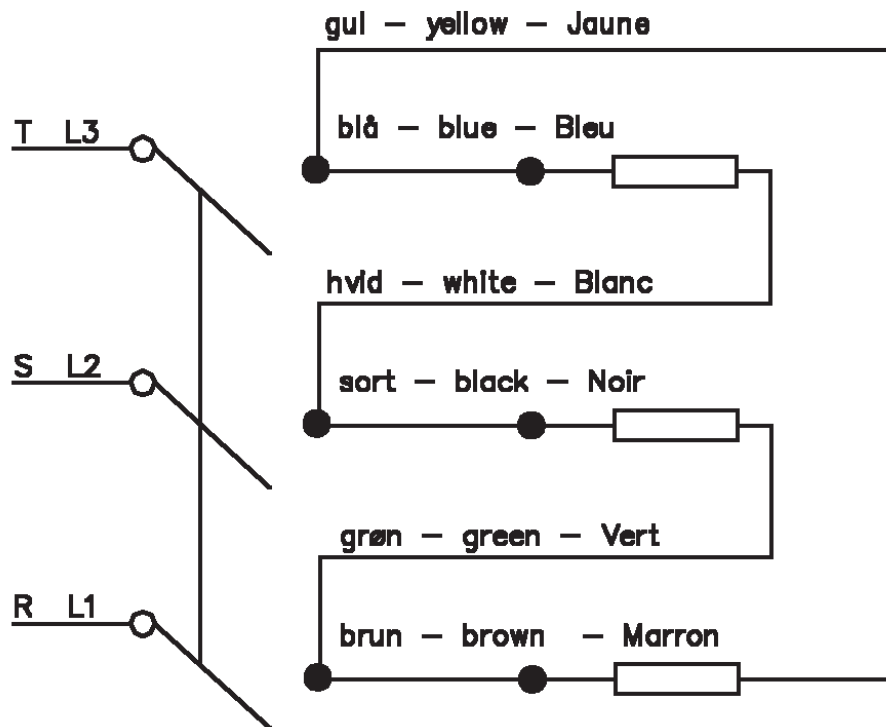 gul – yellow – Jaune
T L3
blå – blue – Bleu
hvid – white – Blanc
S L2
sort – black – Noir
grøn – green – Vert
R L1
brun – brown – Marron